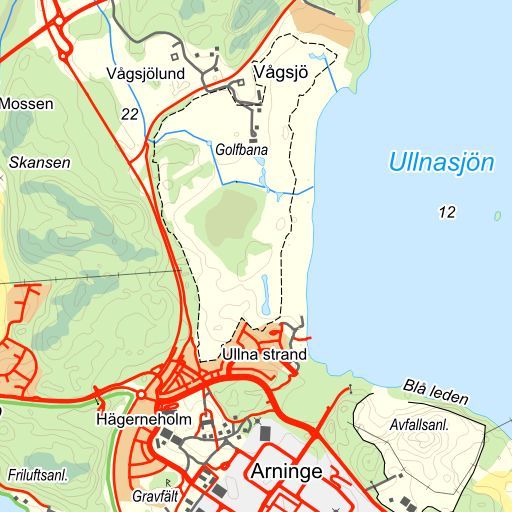 Vågsjölund
Vågsjö
Mossen
22
Golfbana
Skansen
Ullnasjön
12
Ullna strand
Blå leden
Hägerneholm
Avfallsanl.
Arninge
Friluftsanl.
Gravfält
R